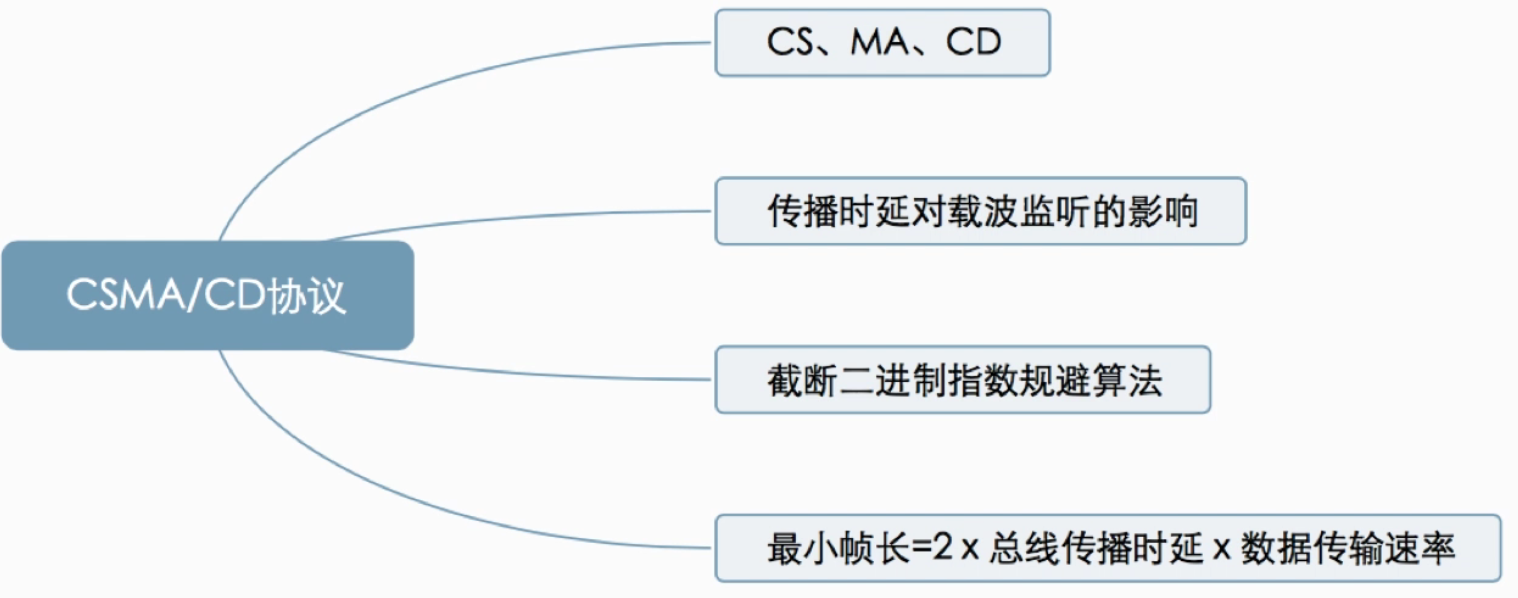 CS、MA、CD
传播时延对载波监听的影响
CSMA/CD协议
截断二进制指数规避算法
最小帧长=2 x 总线传播时延 x 数据传输速率